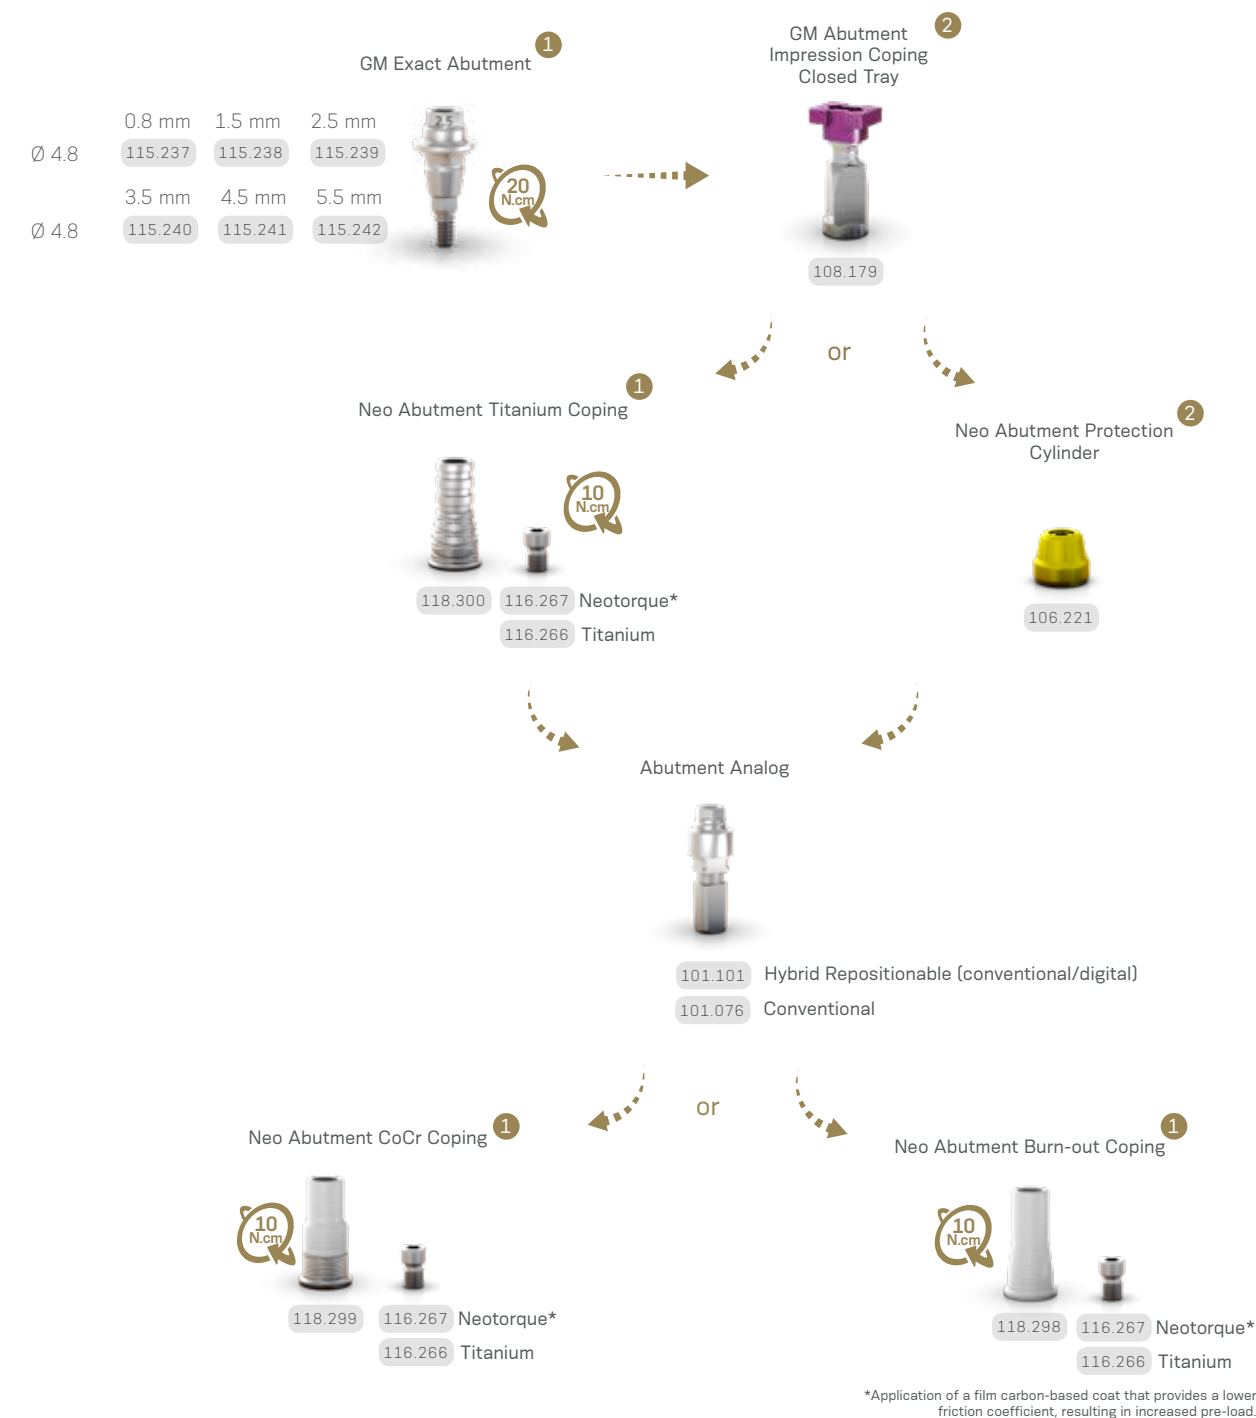 GM Exact Abutment
1
0.8 mm 1.5 mm 2.5 mm
Ø 4.8 115.237 115.238 115.239
3.5 mm 4.5 mm 5.5 mm
Ø 4.8 115.240 115.241 115.242
2.5
20
N.cm
GM Abutment
Impression Coping
Closed Tray
2
108.179
or
Neo Abutment Titanium Coping
1
10
N.cm
118.300 116.267 Neotorque*
116.266 Titanium
Neo Abutment Protection
Cylinder
2
106.221
Abutment Analog
101.101 Hybrid Repositionable (conventional/digital)
101.076 Conventional
or
Neo Abutment CoCr Coping
1
10
N.cm
118.299 116.267 Neotorque*
116.266 Titanium
Neo Abutment Burn-out Coping
1
10
N.cm
118.298 116.267 Neotorque*
116.266 Titanium
*Application of a film carbon-based coat that provides a lower
friction coefficient, resulting in increased pre-load.